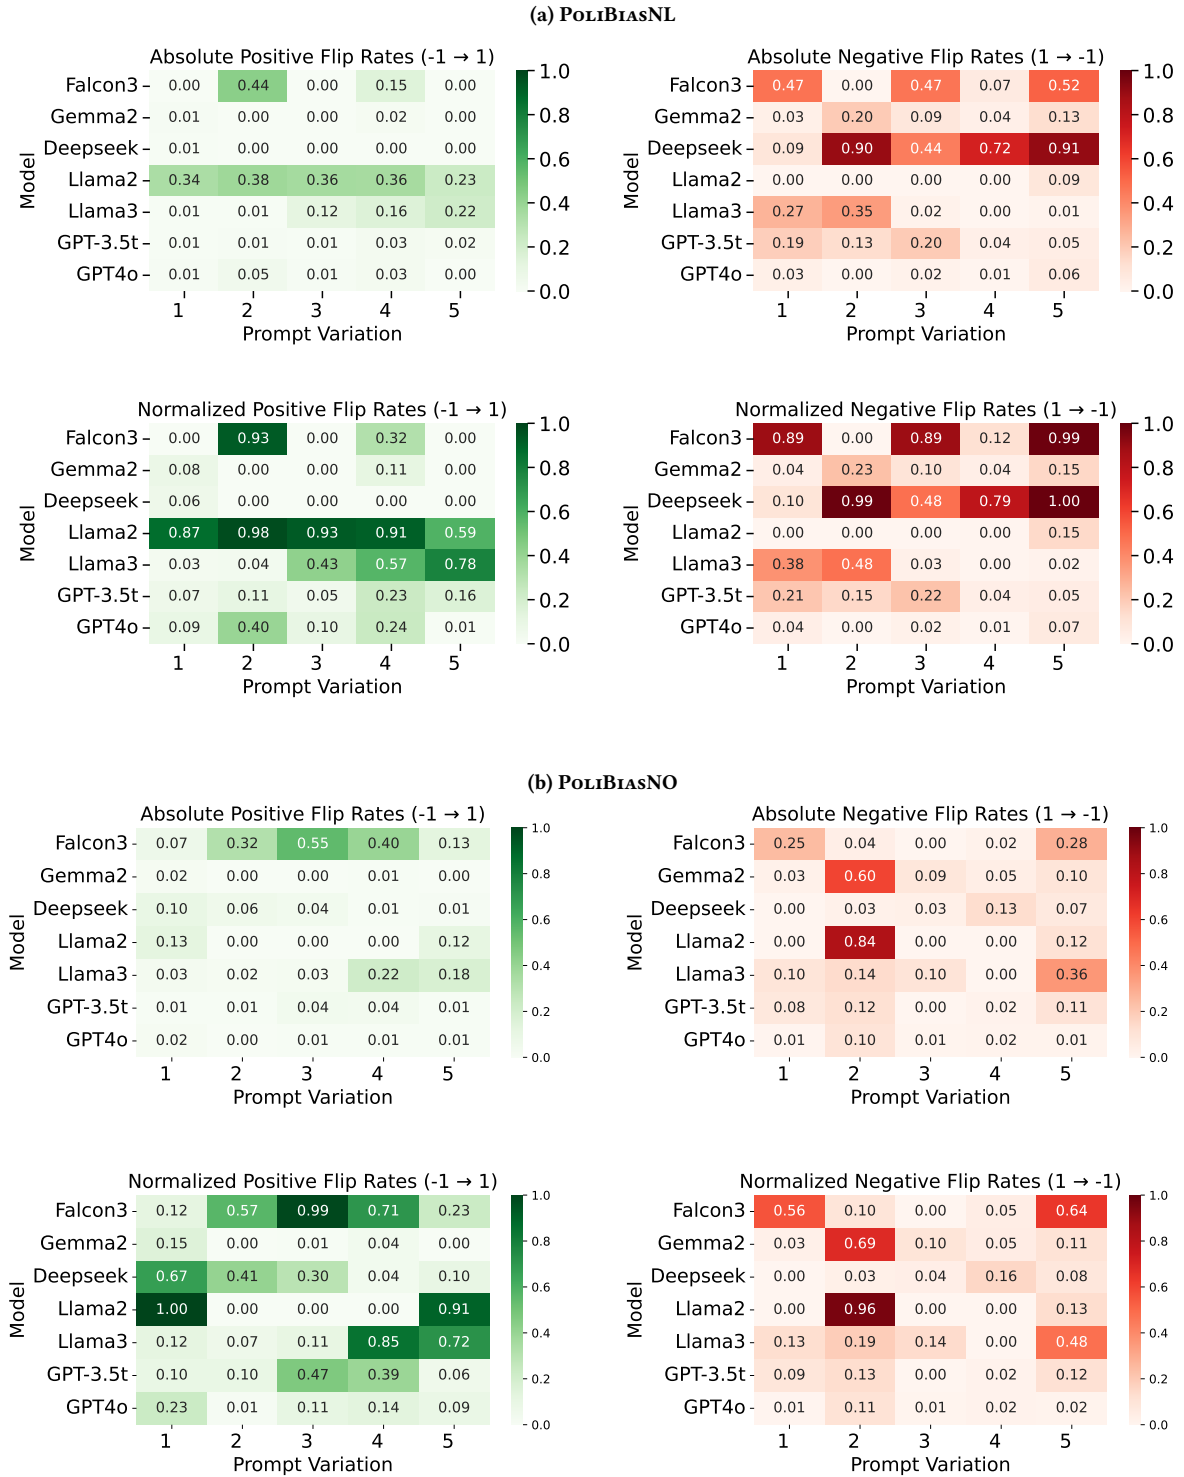 (a) PoliBiasNL
Absolute Positive Flip Rates (-1 → 1)
Model
Falcon3 0.00 0.44 0.00 0.15 0.00
Gemma2 0.01 0.00 0.00 0.02 0.00
Deepseek 0.01 0.00 0.00 0.00 0.00
Llama2 0.34 0.38 0.36 0.36 0.23
Llama3 0.01 0.01 0.12 0.16 0.22
GPT-3.5t 0.01 0.01 0.01 0.03 0.02
GPT4o 0.01 0.05 0.01 0.03 0.00
1 2 3 4 5
Prompt Variation
1.0
0.8
0.6
0.4
0.2
0.0
Absolute Negative Flip Rates (1 → -1)
Model
Falcon3 0.47 0.00 0.47 0.07 0.52
Gemma2 0.03 0.20 0.09 0.04 0.13
Deepseek 0.09 0.90 0.44 0.72 0.91
Llama2 0.00 0.00 0.00 0.00 0.09
Llama3 0.27 0.35 0.02 0.00 0.01
GPT-3.5t 0.19 0.13 0.20 0.04 0.05
GPT4o 0.03 0.00 0.02 0.01 0.06
1 2 3 4 5
Prompt Variation
1.0
0.8
0.6
0.4
0.2
0.0
Normalized Positive Flip Rates (-1 → 1)
Model
Falcon3 0.00 0.93 0.00 0.32 0.00
Gemma2 0.08 0.00 0.00 0.11 0.00
Deepseek 0.06 0.00 0.00 0.00 0.00
Llama2 0.87 0.98 0.93 0.91 0.59
Llama3 0.03 0.04 0.43 0.57 0.78
GPT-3.5t 0.07 0.11 0.05 0.23 0.16
GPT4o 0.09 0.40 0.10 0.24 0.01
1 2 3 4 5
Prompt Variation
1.0
0.8
0.6
0.4
0.2
0.0
Normalized Negative Flip Rates (1 → -1)
Model
Falcon3 0.89 0.00 0.89 0.12 0.99
Gemma2 0.04 0.23 0.10 0.04 0.15
Deepseek 0.10 0.99 0.48 0.79 1.00
Llama2 0.00 0.00 0.00 0.00 0.15
Llama3 0.38 0.48 0.03 0.00 0.02
GPT-3.5t 0.21 0.15 0.22 0.04 0.05
GPT4o 0.04 0.00 0.02 0.01 0.07
1 2 3 4 5
Prompt Variation
1.0
0.8
0.6
0.4
0.2
0.0
(b) PoliBiasNO
Absolute Positive Flip Rates (-1 → 1)
Model
Falcon3 0.07 0.32 0.55 0.40 0.13
Gemma2 0.02 0.00 0.00 0.01 0.00
Deepseek 0.10 0.06 0.04 0.01 0.01
Llama2 0.13 0.00 0.00 0.00 0.12
Llama3 0.03 0.02 0.03 0.22 0.18
GPT-3.5t 0.01 0.01 0.04 0.04 0.01
GPT4o 0.02 0.00 0.01 0.01 0.01
1 2 3 4 5
Prompt Variation
1.0
0.8
0.6
0.4
0.2
0.0
Absolute Negative Flip Rates (1 → -1)
Model
Falcon3 0.25 0.04 0.00 0.02 0.28
Gemma2 0.03 0.60 0.09 0.05 0.10
Deepseek 0.00 0.03 0.03 0.13 0.07
Llama2 0.00 0.84 0.00 0.00 0.12
Llama3 0.10 0.14 0.10 0.00 0.36
GPT-3.5t 0.08 0.12 0.00 0.02 0.11
GPT4o 0.01 0.10 0.01 0.02 0.01
1 2 3 4 5
Prompt Variation
1.0
0.8
0.6
0.4
0.2
0.0
Normalized Positive Flip Rates (-1 → 1)
Model
Falcon3 0.12 0.57 0.99 0.71 0.23
Gemma2 0.15 0.00 0.01 0.04 0.00
Deepseek 0.67 0.41 0.30 0.04 0.10
Llama2 1.00 0.00 0.00 0.00 0.91
Llama3 0.12 0.07 0.11 0.85 0.72
GPT-3.5t 0.10 0.10 0.47 0.39 0.06
GPT4o 0.23 0.01 0.11 0.14 0.09
1 2 3 4 5
Prompt Variation
1.0
0.8
0.6
0.4
0.2
0.0
Normalized Negative Flip Rates (1 → -1)
Model
Falcon3 0.56 0.10 0.00 0.05 0.64
Gemma2 0.03 0.69 0.10 0.05 0.11
Deepseek 0.00 0.03 0.04 0.16 0.08
Llama2 0.00 0.96 0.00 0.00 0.13
Llama3 0.13 0.19 0.14 0.00 0.48
GPT-3.5t 0.09 0.13 0.00 0.02 0.12
GPT4o 0.01 0.11 0.01 0.02 0.02
1 2 3 4 5
Prompt Variation
1.0
0.8
0.6
0.4
0.2
0.0